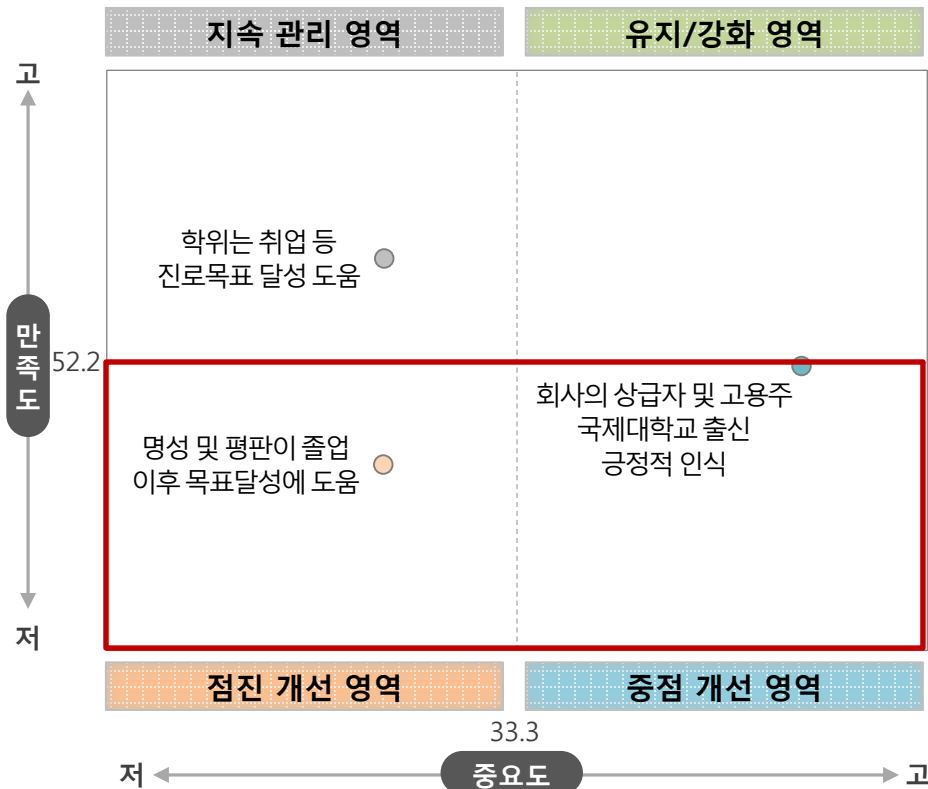 지속 관리 영역
유지/강화 영역
고
학위는 취업 등
진로목표 달성 도움
만족도
52.2
회사의 상급자 및 고용주
국제대학교 출신
긍정적 인식
명성 및 평판이 졸업
이후 목표달성에 도움
저
점진 개선 영역
중점 개선 영역
33.3
저
중요도
고